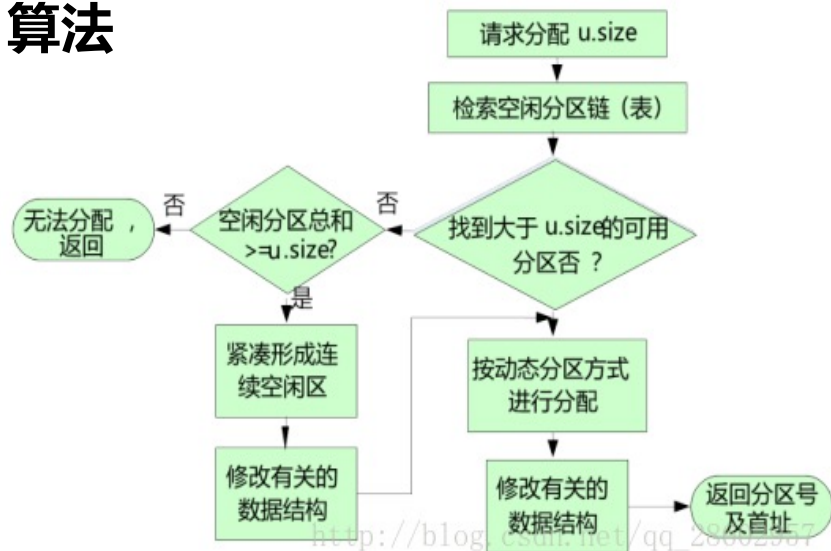 算法
请求分配 u.size
检索空闲分区链（表）
找到大于 u.size的可用
分区否 ？
否
空闲分区总和
>=u.size?
否
无法分配 ，
返回
是
紧凑形成连
续空闲区
修改有关的
数据结构
按动态分区方式
进行分配
修改有关的
数据结构
返回分区号
及首址
http://blog.csdn.net/qq_28602957